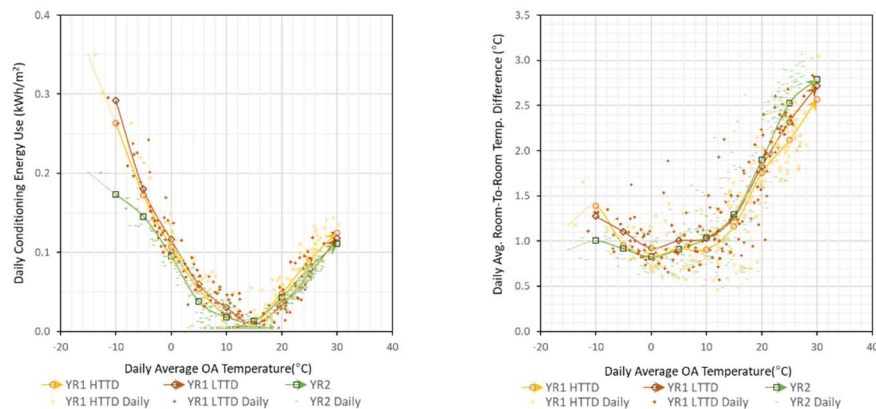 0.4
0.3
0.2
0.1
0.0
-20 -10 0 10 20 30 40
Daily Conditioning Energy Use (kWh/m²)
Daily Average OA Temperature(°C)
YR1 HTTD YR1 LTTD YR2
YR1 HTTD Daily YR1 LTTD Daily YR2 Daily
3.5
3.0
2.5
2.0
1.5
1.0
0.5
0.0
-20 -10 0 10 20 30 40
Daily Avg. Room-To-Room Temp. Difference (°C)
Daily Average OA Temperature(°C)
YR1 HTTD YR1 LTTD YR2
YR1 HTTD Daily YR1 LTTD Daily YR2 Daily